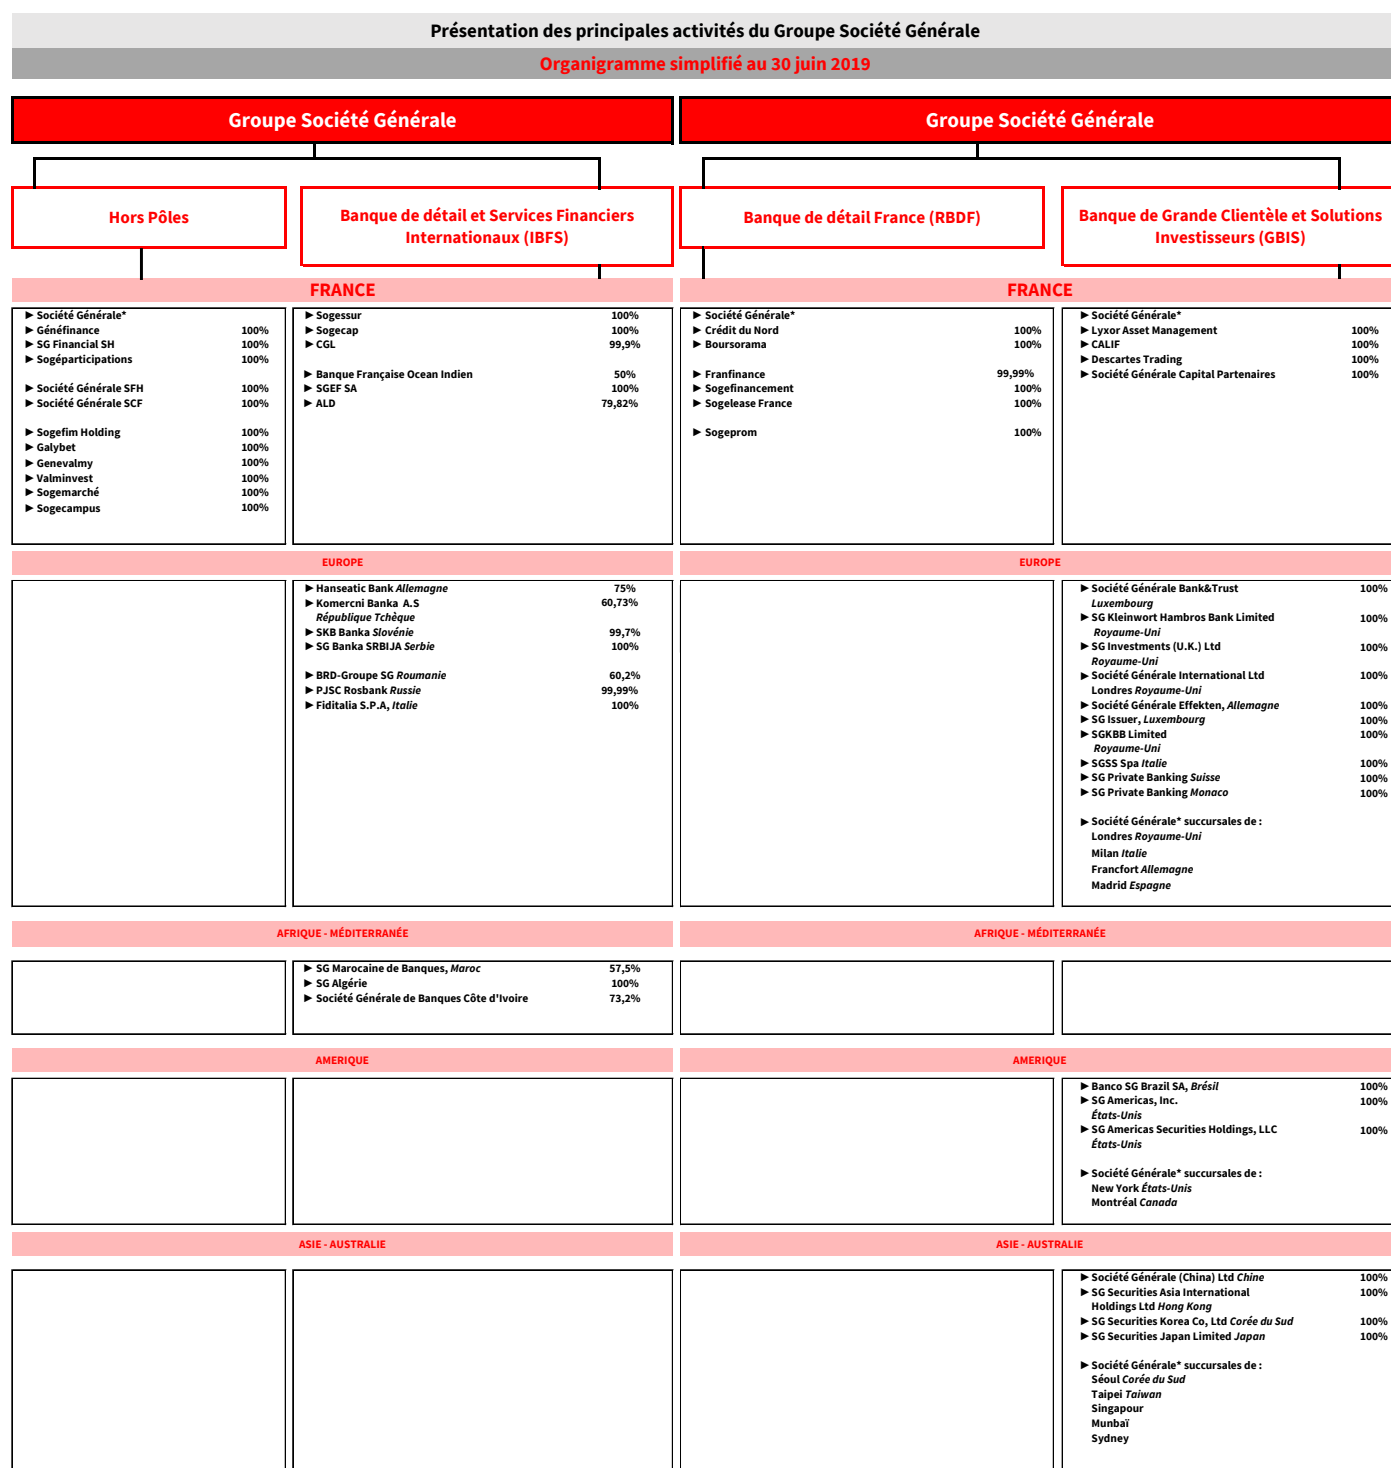 Présentation des principales activités du Groupe Société Générale
Organigramme simplifié au 30 juin 2019
Groupe Société Générale
Groupe Société Générale
Hors Pôles
Banque de détail et Services Financiers
Internationaux (IBFS)
Banque de détail France (RBDF)
Banque de Grande Clientèle et Solutions
Investisseurs (GBIS)
FRANCE
► Société Générale*
► Généfinance 100%
► SG Financial SH 100%
► Sogéparticipations 100%
► Société Générale SFH 100%
► Société Générale SCF 100%
► Sogefim Holding 100%
► Galybet 100%
► Genevalmy 100%
► Valminvest 100%
► Sogemarché 100%
► Sogecampus 100%
► Sogessur 100%
► Sogecap 100%
► CGL 99,9%
► Banque Française Ocean Indien 50%
► SGEF SA 100%
► ALD 79,82%
FRANCE
► Société Générale*
► Crédit du Nord 100%
► Boursorama 100%
► Franfinance 99,99%
► Sogefinancement 100%
► Sogelease France 100%
► Sogeprom 100%
► Société Générale*
► Lyxor Asset Management 100%
► CALIF 100%
► Descartes Trading 100%
► Société Générale Capital Partenaires 100%
EUROPE
► Hanseatic Bank Allemagne 75%
► Komercni Banka A.S 60,73%
République Tchèque
► SKB Banka Slovénie 99,7%
► SG Banka SRBIJA Serbie 100%
► BRD-Groupe SG Roumanie 60,2%
► PJSC Rosbank Russie 99,99%
► Fiditalia S.P.A, Italie 100%
EUROPE
► Société Générale Bank&Trust 100%
Luxembourg
► SG Kleinwort Hambros Bank Limited 100%
Royaume-Uni
► SG Investments (U.K.) Ltd 100%
Royaume-Uni
► Société Générale International Ltd 100%
Londres Royaume-Uni
► Société Générale Effekten, Allemagne 100%
► SG Issuer, Luxembourg 100%
► SGKBB Limited 100%
Royaume-Uni
► SGSS Spa Italie 100%
► SG Private Banking Suisse 100%
► SG Private Banking Monaco 100%
► Société Générale* succursales de :
Londres Royaume-Uni
Milan Italie
Francfort Allemagne
Madrid Espagne
AFRIQUE - MÉDITERRANÉE
► SG Marocaine de Banques, Maroc 57,5%
► SG Algérie 100%
► Société Générale de Banques Côte d'Ivoire 73,2%
AFRIQUE - MÉDITERRANÉE
AMERIQUE
AMERIQUE
► Banco SG Brazil SA, Brésil 100%
► SG Americas, Inc. 100%
États-Unis
► SG Americas Securities Holdings, LLC 100%
États-Unis
► Société Générale* succursales de :
New York États-Unis
Montréal Canada
ASIE - AUSTRALIE
ASIE - AUSTRALIE
► Société Générale (China) Ltd Chine 100%
► SG Securities Asia International 100%
Holdings Ltd Hong Kong
► SG Securities Korea Co, Ltd Corée du Sud 100%
► SG Securities Japan Limited Japan 100%
► Société Générale* succursales de :
Séoul Corée du Sud
Taipei Taiwan
Singapour
Munbaï
Sydney